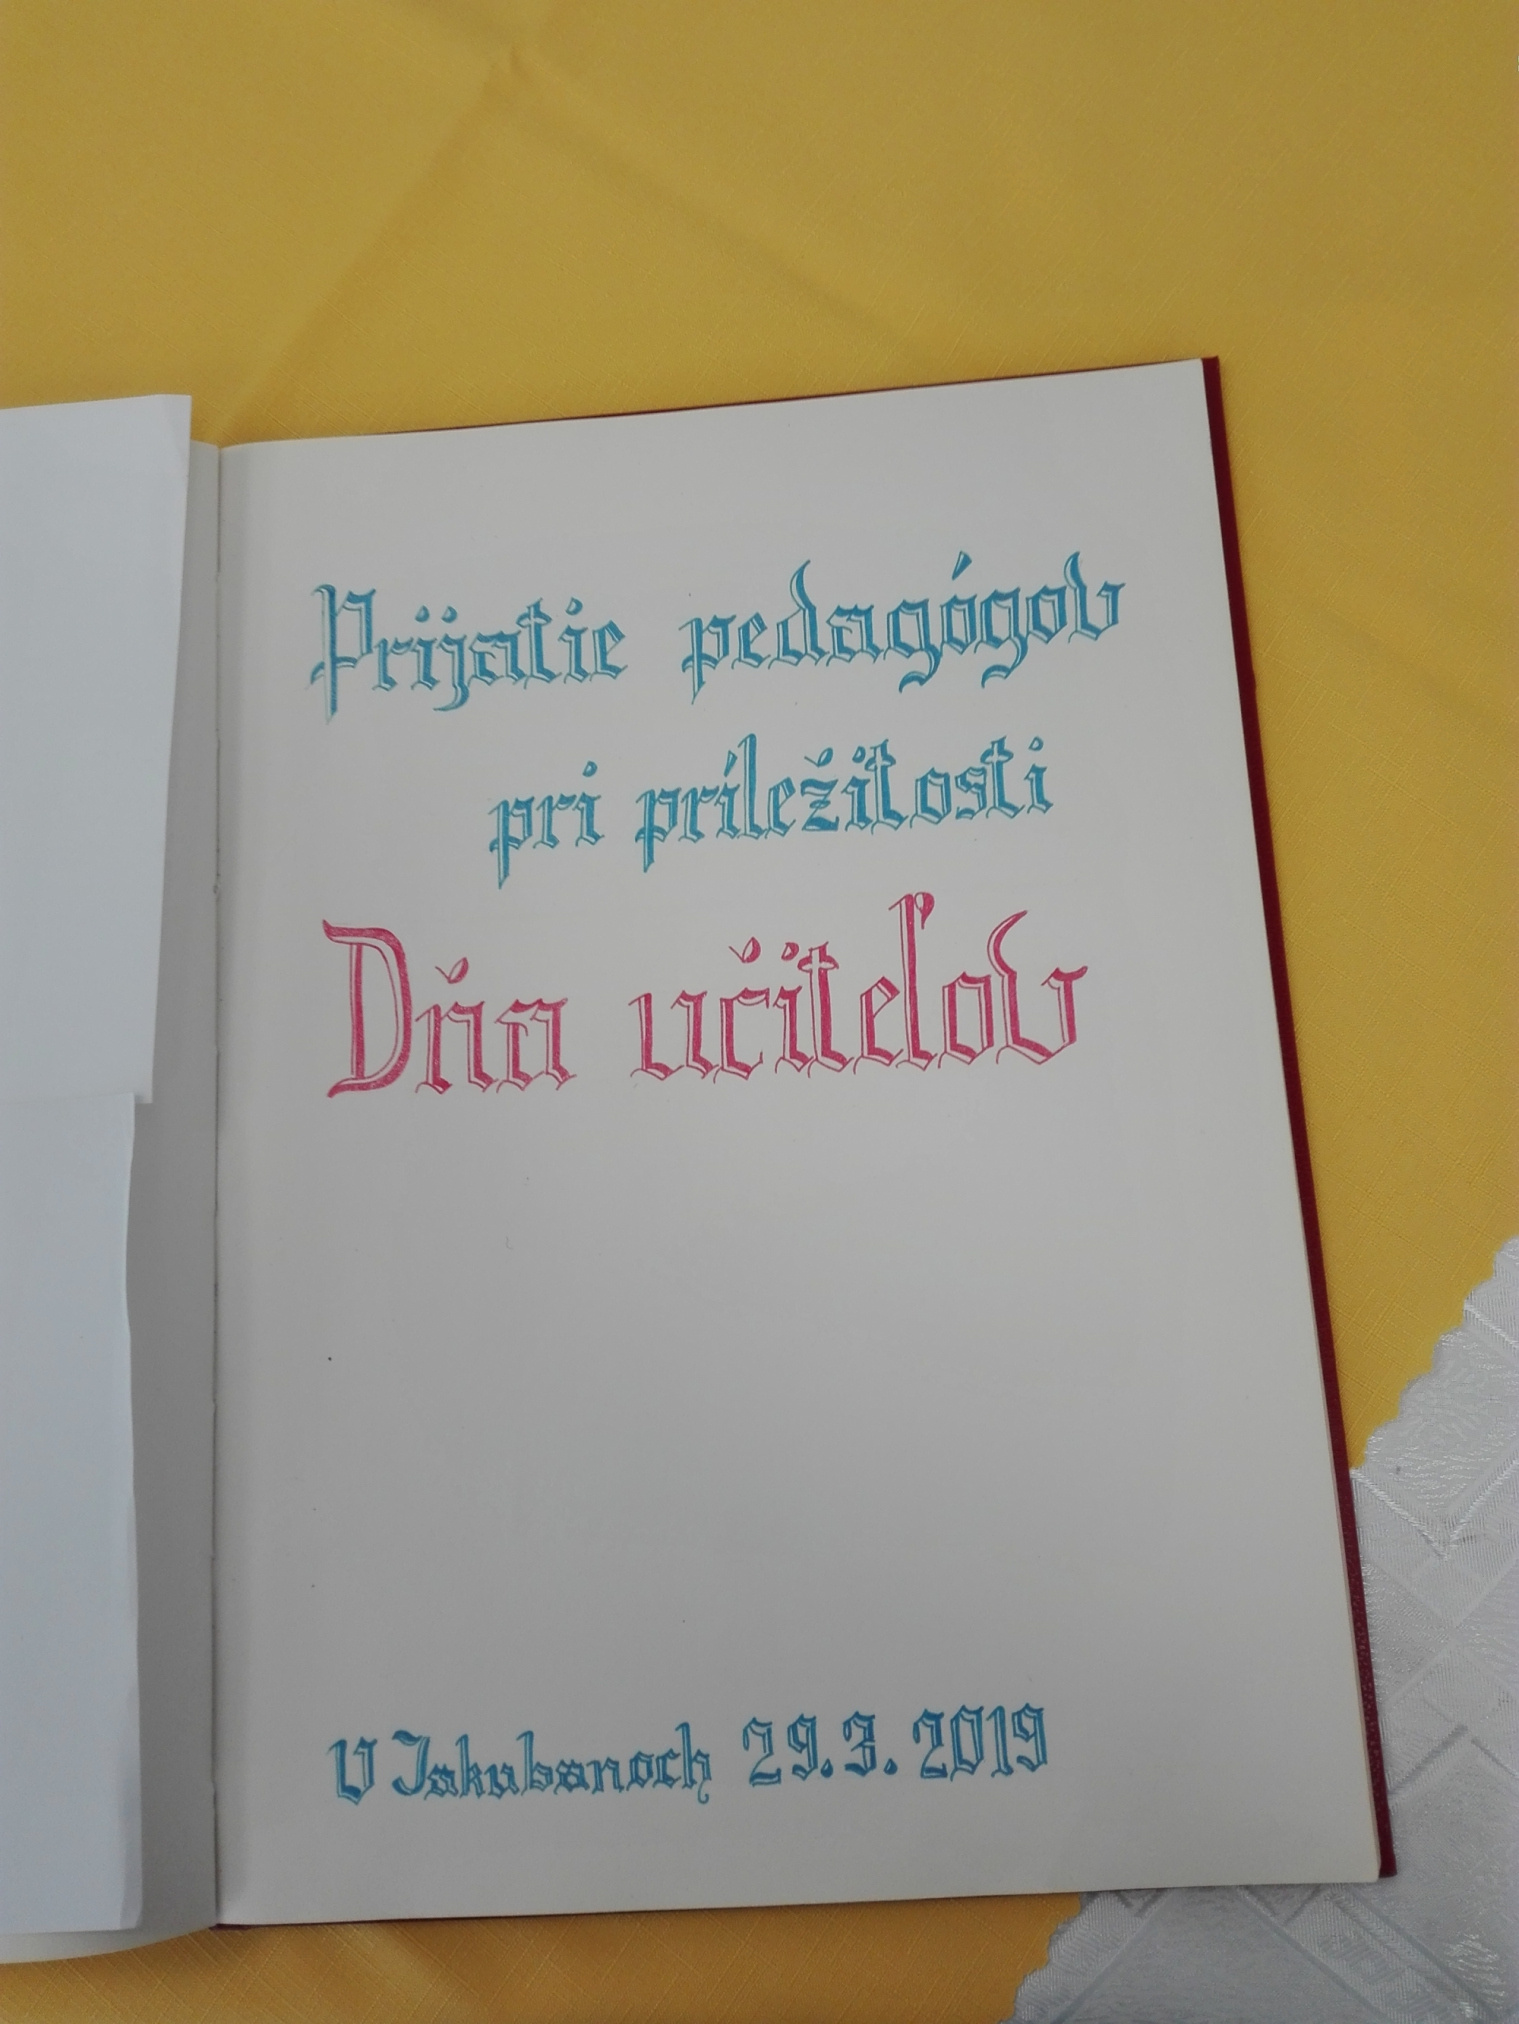 Prijatie pedagógov
pri príležitosti
Dňa učiteľov
V Jakubanoch 29.3.2019